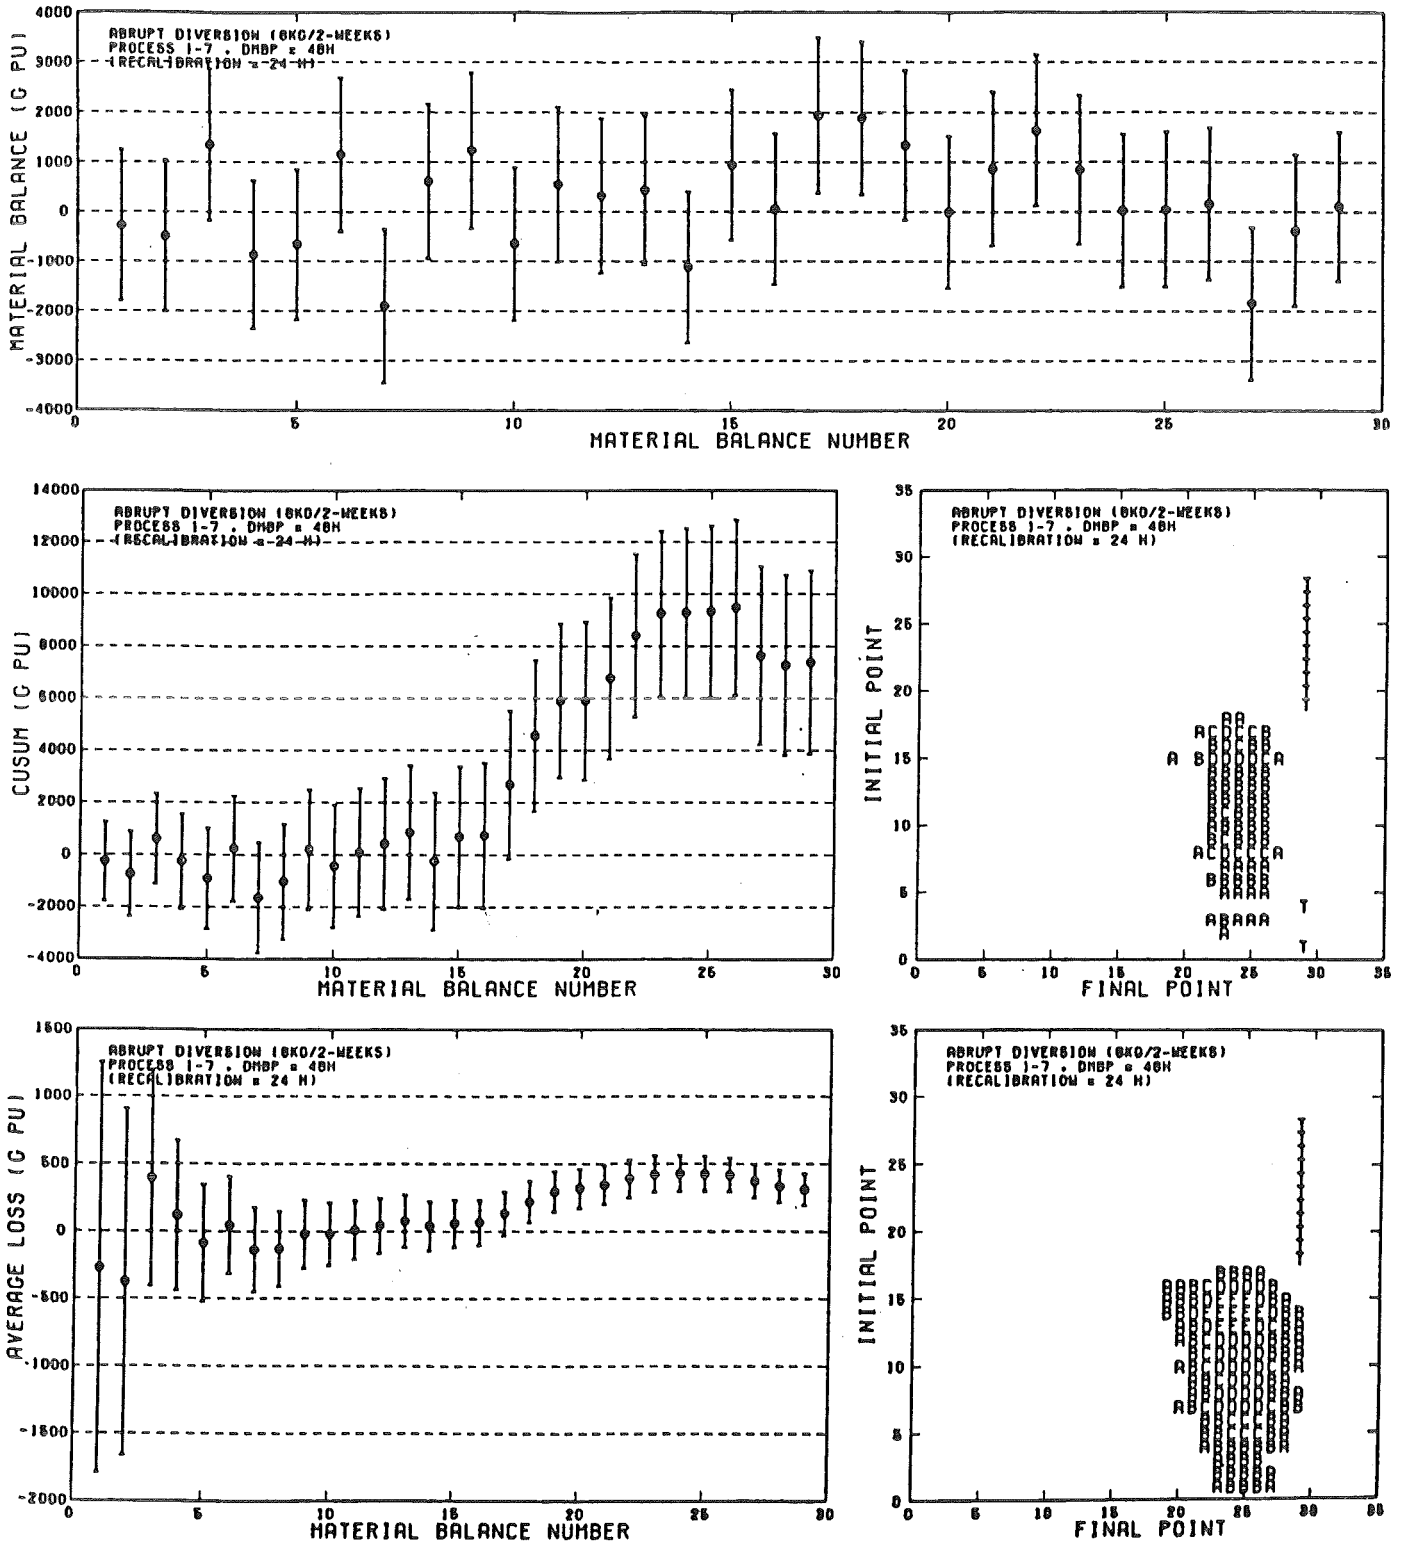 4000
3000
2000
1000
0
-1000
-2000
-3000
-4000
MATERIAL BALANCE (G PU)
ABRUPT DIVERSION (8KG/2-WEEKS)
PROCESS 1-7 . DMBP = 48H
(RECALIBRATION = 24 H)
0 5 10 15 20 25 30
MATERIAL BALANCE NUMBER
14000
12000
10000
8000
6000
4000
2000
0
-2000
-4000
CUSUM (G PU)
ABRUPT DIVERSION (8KG/2-WEEKS)
PROCESS 1-7 . DMBP = 48H
(RECALIBRATION = 24 H)
0 5 10 15 20 25 30
MATERIAL BALANCE NUMBER
35
30
25
20
15
10
5
0
INITIAL POINT
ABRUPT DIVERSION (8KG/2-WEEKS)
PROCESS 1-7 . DMBP = 48H
(RECALIBRATION = 24 H)
0 5 10 15 20 25 30 35
FINAL POINT
1500
1000
500
0
-500
-1000
-1500
-2000
AVERAGE LOSS (G PU)
ABRUPT DIVERSION (8KG/2-WEEKS)
PROCESS 1-7 . DMBP = 48H
(RECALIBRATION = 24 H)
0 5 10 15 20 25 30
MATERIAL BALANCE NUMBER
35
30
25
20
15
10
5
0
INITIAL POINT
ABRUPT DIVERSION (8KG/2-WEEKS)
PROCESS 1-7 . DMBP = 48H
(RECALIBRATION = 24 H)
0 5 10 15 20 25 30 35
FINAL POINT